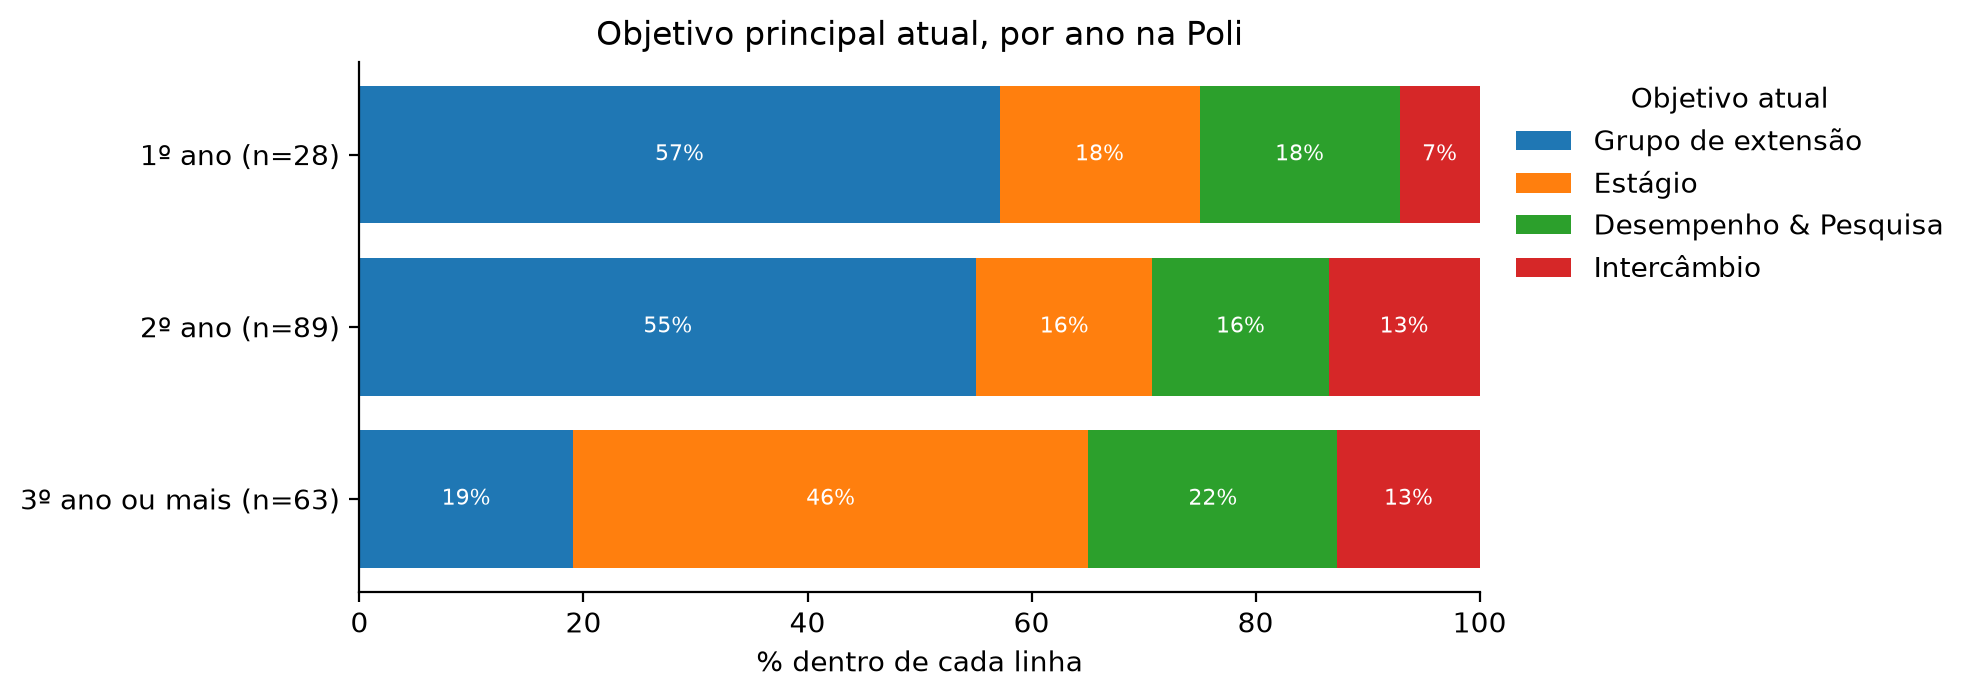 Objetivo principal atual, por ano na Poli
1º ano (n=28)
57%
18%
18%
7%
2º ano (n=89)
55%
16%
16%
13%
3º ano ou mais (n=63)
19%
46%
22%
13%
0
20
40
60
80
100
% dentro de cada linha
Objetivo atual
Grupo de extensão
Estágio
Desempenho & Pesquisa
Intercâmbio